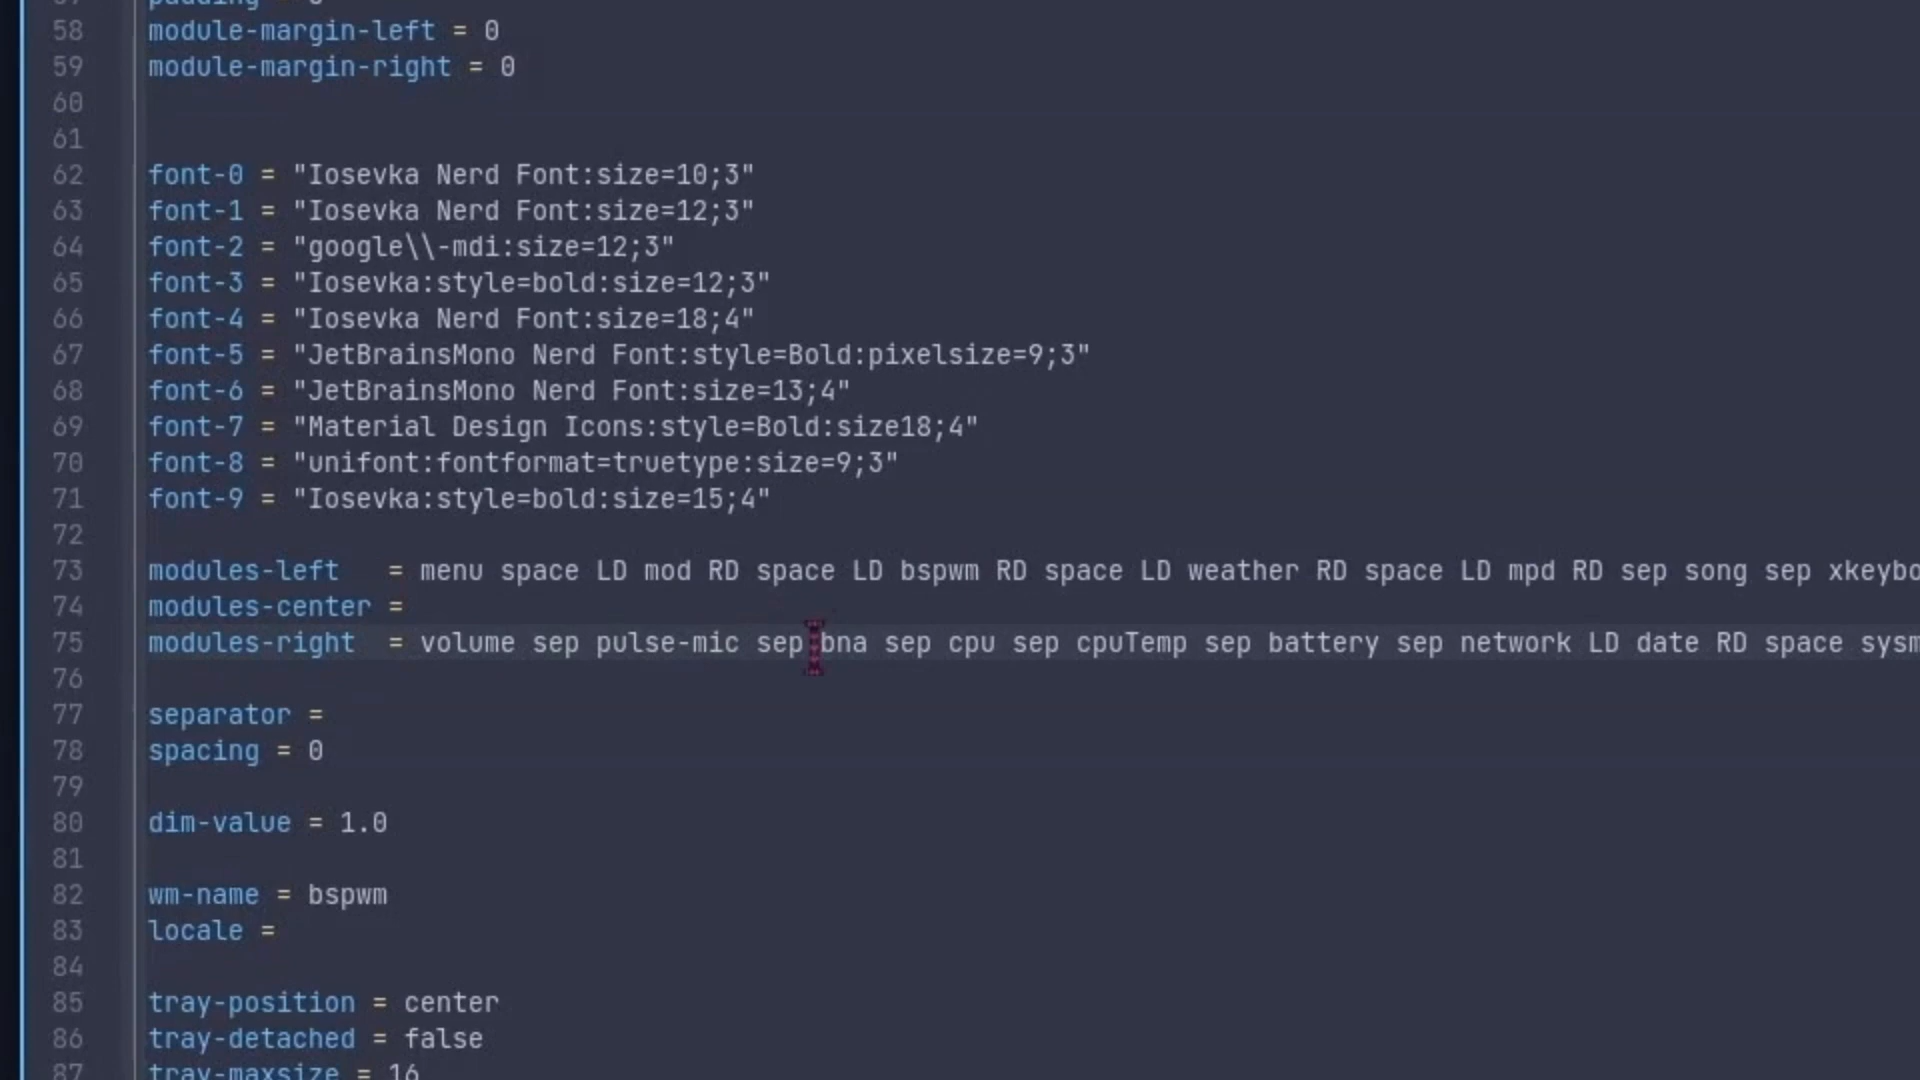 58 module-margin-left = 0
59 module-margin-right = 0
60
61
62 font-0 = "Iosevka Nerd Font:size=10;3"
63 font-1 = "Iosevka Nerd Font:size=12;3"
64 font-2 = "google\\-mdi:size=12;3"
65 font-3 = "Iosevka:style=bold:size=12;3"
66 font-4 = "Iosevka Nerd Font:size=18;4"
67 font-5 = "JetBrainsMono Nerd Font:style=Bold:pixelsize=9;3"
68 font-6 = "JetBrainsMono Nerd Font:size=13;4"
69 font-7 = "Material Design Icons:style=Bold:size18;4"
70 font-8 = "unifont:fontformat=truetype:size=9;3"
71 font-9 = "Iosevka:style=bold:size=15;4"
72
73 modules-left = menu space LD mod RD space LD bspwm RD space LD weather RD space LD mpd RD sep song sep xkeybo
74 modules-center =
75 modules-right = volume sep pulse-mic sep bna sep cpu sep cpuTemp sep battery sep network LD date RD space sysm
76
77 separator =
78 spacing = 0
79
80 dim-value = 1.0
81
82 wm-name = bspwm
83 locale =
84
85 tray-position = center
86 tray-detached = false
87 tray-maxsize = 16